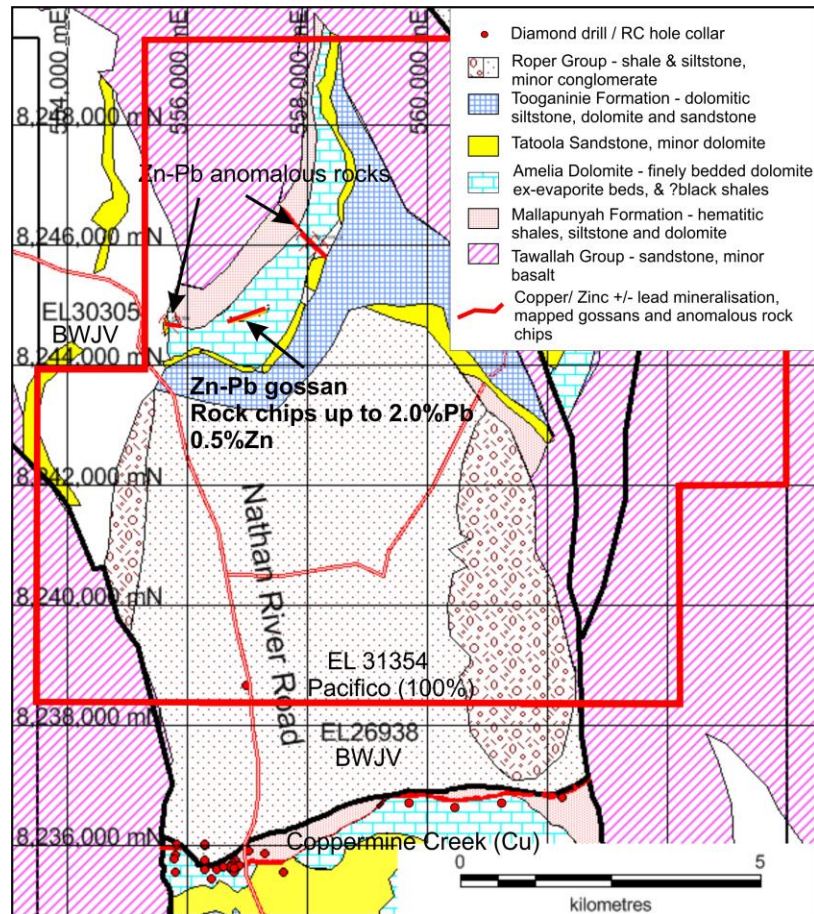 554,000 mE
556,000 mE
558,000 mE
560,000 mE
8,248,000 mN
8,246,000 mN
8,244,000 mN
8,242,000 mN
8,240,000 mN
8,238,000 mN
8,236,000 mN
Diamond drill / RC hole collar
Roper Group - shale & siltstone,
minor conglomerate
Tooganinie Formation - dolomitic
siltstone, dolomite and sandstone
Tatoola Sandstone, minor dolomite
Amelia Dolomite - finely bedded dolomite
ex-evaporite beds, & ?black shales
Mallapunyah Formation - hematitic
shales, siltstone and dolomite
Tawallah Group - sandstone, minor
basalt
Copper/ Zinc +/- lead mineralisation,
mapped gossans and anomalous rock
chips
Zn-Pb anomalous rocks
EL30305
BWJV
Zn-Pb gossan
Rock chips up to 2.0%Pb
0.5%Zn
Nathan River Road
EL 31354
Pacifico (100%)
EL26938
BWJV
Coppermine Creek (Cu)
0 5
kilometres